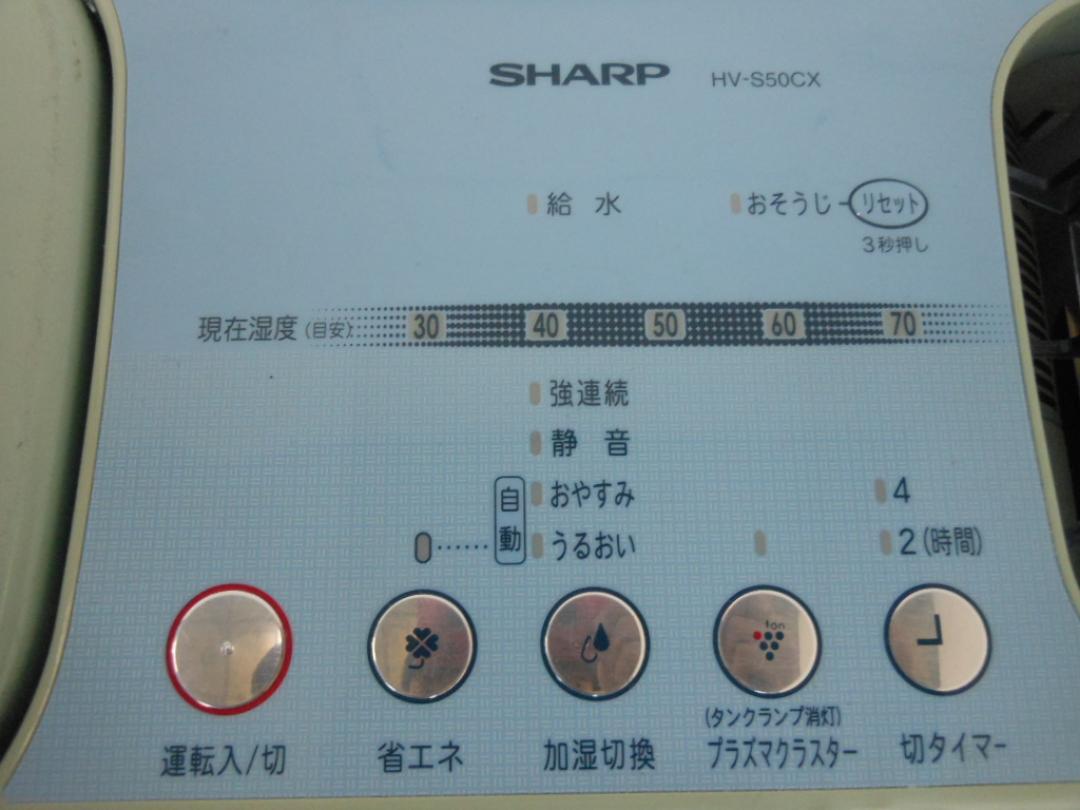 SHARP HV-S50CX
給水 おそうじ リセット
3秒押し
現在湿度(目安) 30 40 50 60 70
強連続
静音
自動 おやすみ 4
うるおい 2(時間)
ion
(タンクランプ消灯)
運転入/切 省エネ 加湿切換 プラズマクラスター 切タイマー